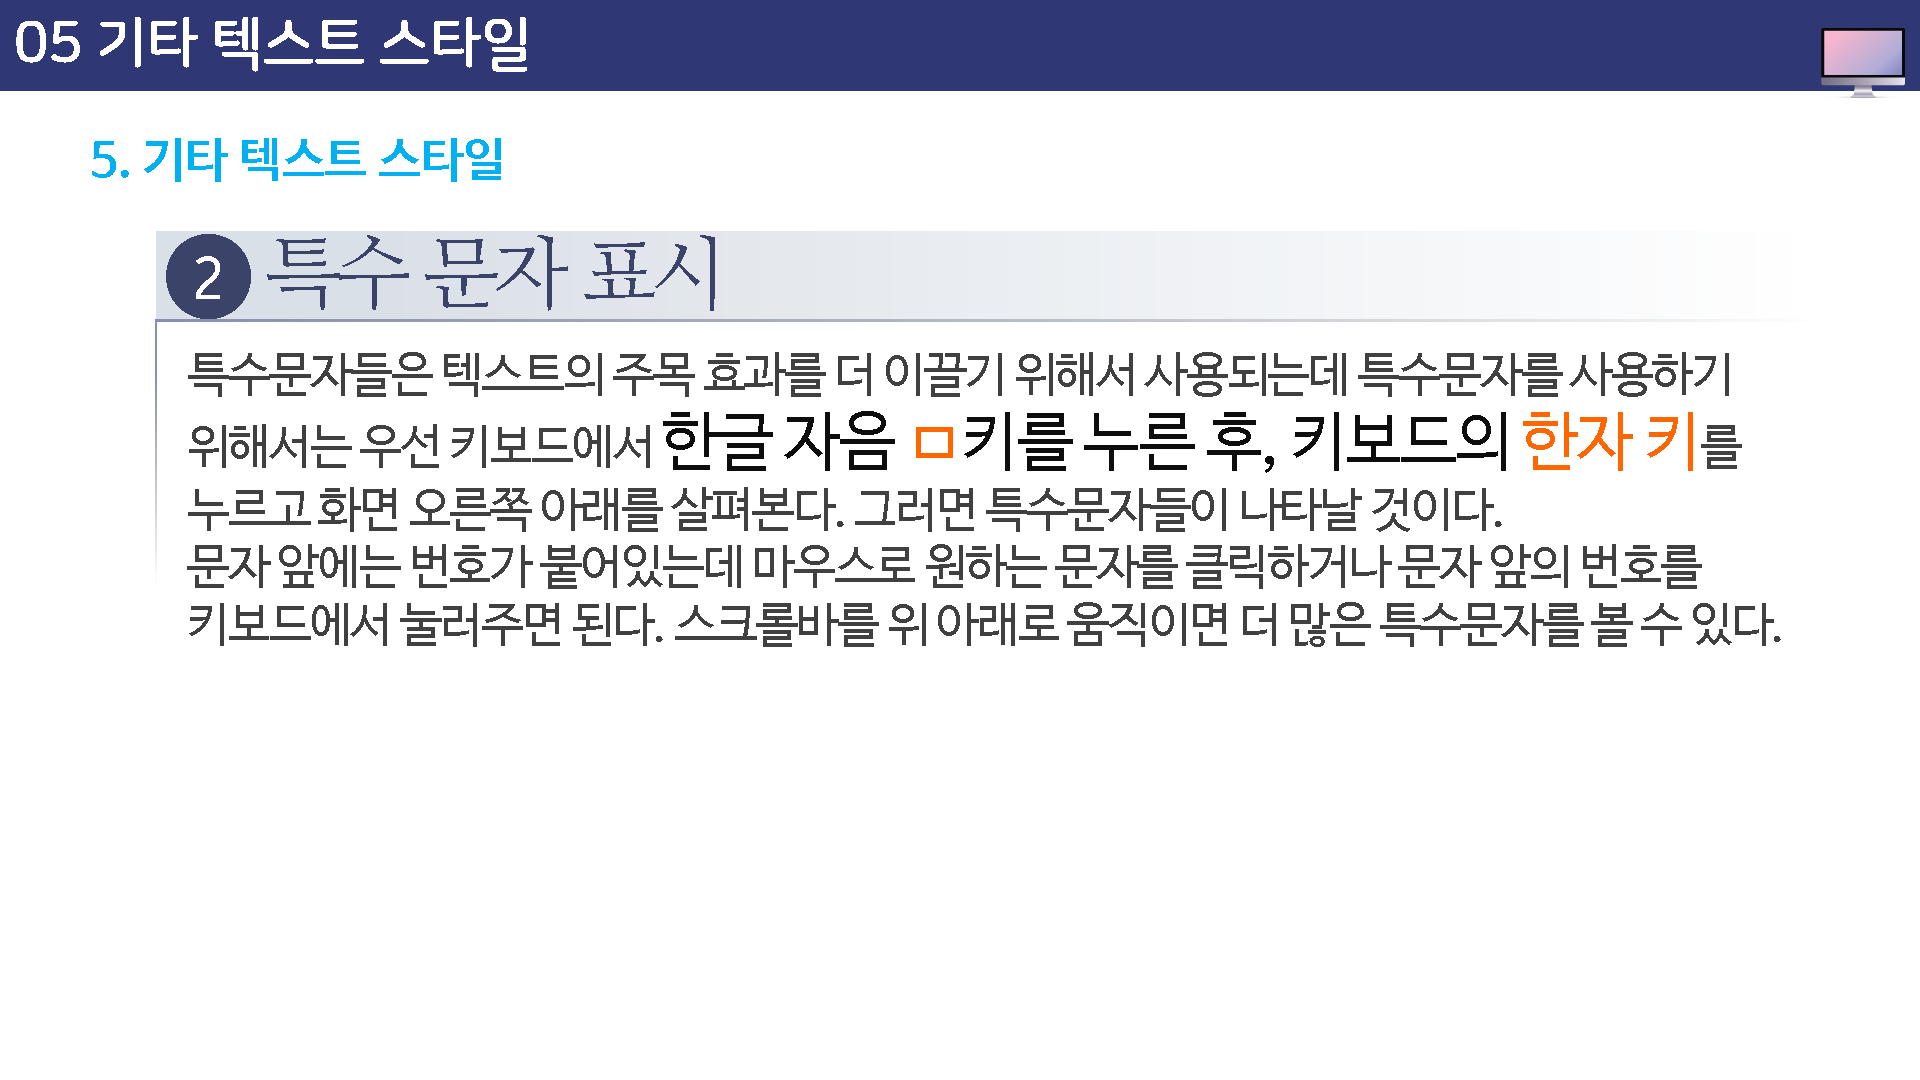 05 기타 텍스트 스타일
5. 기타 텍스트 스타일
2 특수 문자 표시
특수문자들은 텍스트의 주목 효과를 더 이끌기 위해서 사용되는데 특수문자를 사용하기
위해서는 우선 키보드에서 한글 자음 ㅁ키를 누른 후, 키보드의 한자 키를
누르고 화면 오른쪽 아래를 살펴본다. 그러면 특수문자들이 나타날 것이다.
문자 앞에는 번호가 붙어있는데 마우스로 원하는 문자를 클릭하거나 문자 앞의 번호를
키보드에서 눌러주면 된다. 스크롤바를 위 아래로 움직이면 더 많은 특수문자를 볼 수 있다.